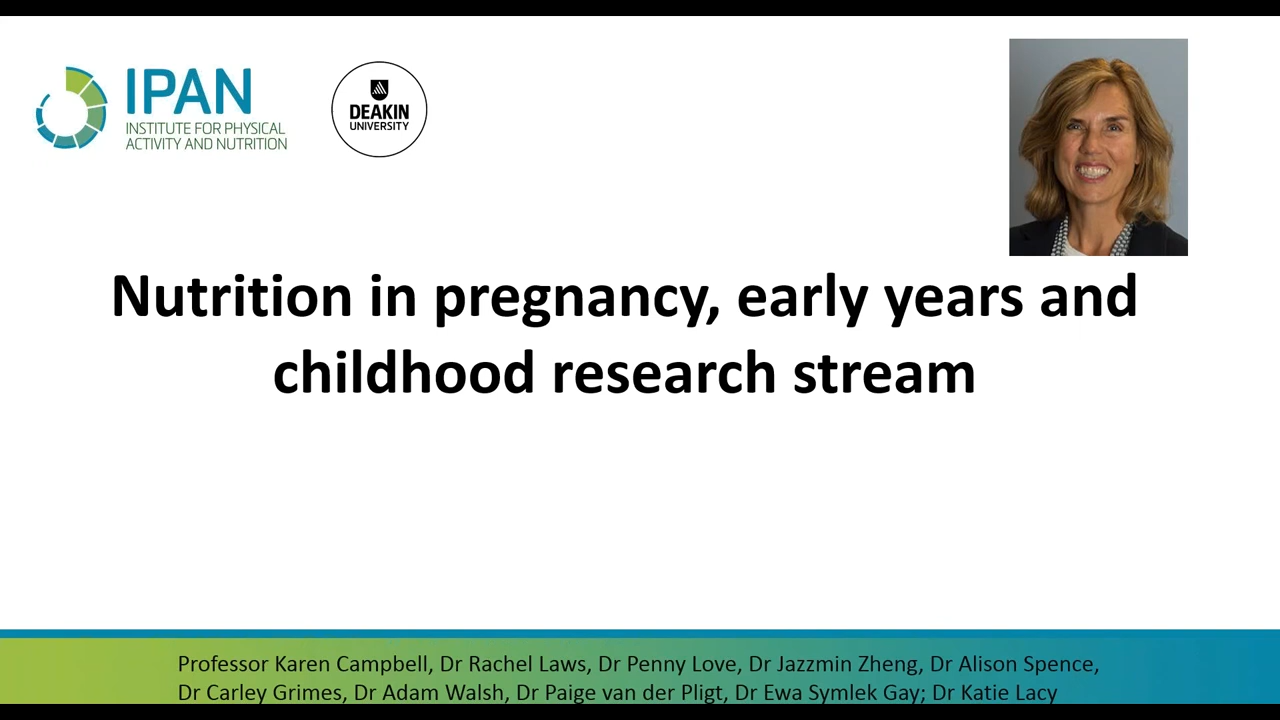 IPAN
INSTITUTE FOR PHYSICAL
ACTIVITY AND NUTRITION
DEAKIN
UNIVERSITY
Nutrition in pregnancy, early years and
childhood research stream
Professor Karen Campbell, Dr Rachel Laws, Dr Penny Love, Dr Jazzmin Zheng, Dr Alison Spence,
Dr Carley Grimes, Dr Adam Walsh, Dr Paige van der Pligt, Dr Ewa Symlek Gay; Dr Katie Lacy